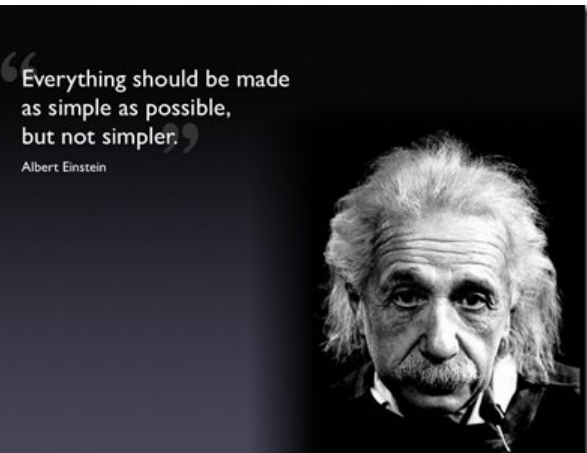 “Everything should be made
as simple as possible,
but not simpler.”
Albert Einstein